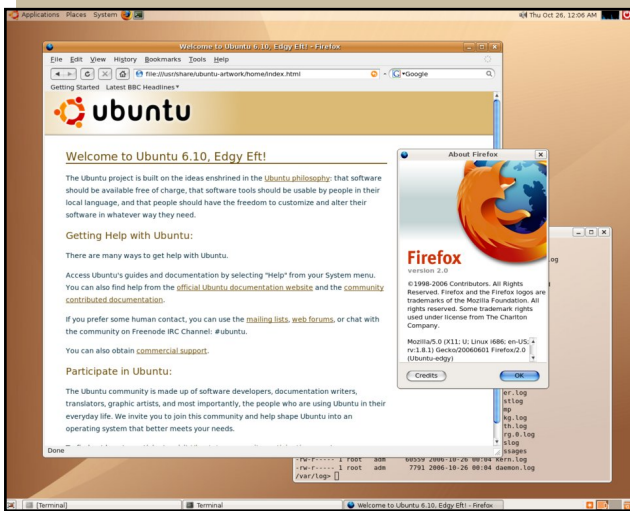 Applications Places System
Thu Oct 26, 12:06 AM
Welcome to Ubuntu 6.10, Edgy Eft! - Firefox
File Edit View History Bookmarks Tools Help
file:///usr/share/ubuntu-artwork/home/index.html
Google
Getting Started Latest BBC Headlines
ubuntu
Welcome to Ubuntu 6.10, Edgy Eft!
The Ubuntu project is built on the ideas enshrined in the Ubuntu philosophy: that software
should be available free of charge, that software tools should be usable by people in their
local language, and that people should have the freedom to customize and alter their
software in whatever way they need.
Getting Help with Ubuntu:
There are many ways to get help with Ubuntu.
Access Ubuntu's guides and documentation by selecting "Help" from your System menu.
You can also find help from the official Ubuntu documentation website and the community
contributed documentation.
If you prefer some human contact, you can use the mailing lists, web forums, or chat with
the community on Freenode IRC Channel: #ubuntu.
You can also obtain commercial support.
Participate in Ubuntu:
The Ubuntu community is made up of software developers, documentation writers,
translators, graphic artists, and most importantly, the people who are using Ubuntu in their
everyday life. We invite you to join this community and help shape Ubuntu into an
operating system that better meets your needs.
Done
About Firefox
Firefox
version 2.0
©1998-2006 Contributors. All Rights
Reserved. Firefox and the Firefox logos are
trademarks of the Mozilla Foundation. All
rights reserved. Some trademark rights
used under license from The Charlton
Company.
Mozilla/5.0 (X11; U; Linux i686; en-US;
rv:1.8.1) Gecko/20060601 Firefox/2.0
(Ubuntu-edgy)
Credits OK
og
er.log
stlog
mp
kg.log
th.log
rg.0.log
slog
ssages
-rw-r----- 1 root adm 60559 2006-10-26 00:04 kern.log
-rw-r----- 1 root adm 7791 2006-10-26 00:04 daemon.log
/var/log>
[Terminal] Terminal Welcome to Ubuntu 6.10, Edgy Eft! - Firefox